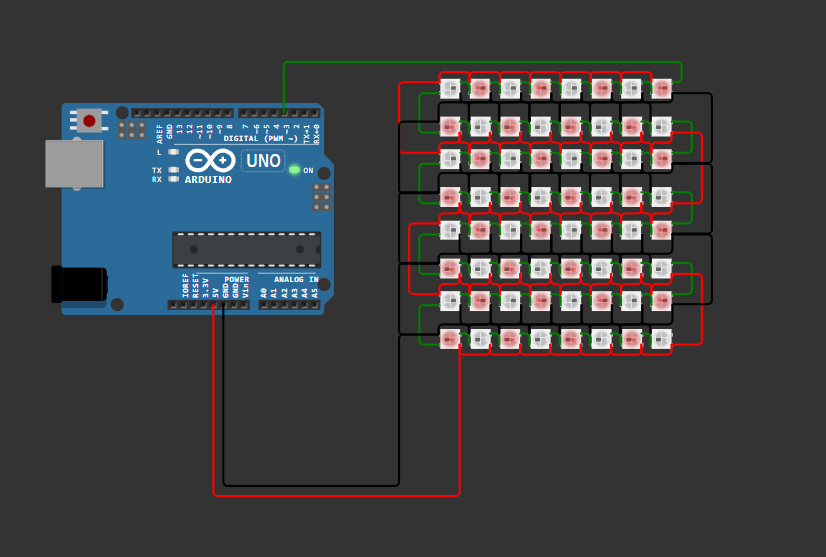 AREF
GND
13
12
~11
~10
~9
8
7
~6
~5
4
~3
2
TX→1
RX←0
DIGITAL (PWM ~)
L
TX
RX
UNO
ARDUINO
ON
IOREF
RESET
3.3V
5V
GND
GND
Vin
POWER
ANALOG IN
A0
A1
A2
A3
A4
A5